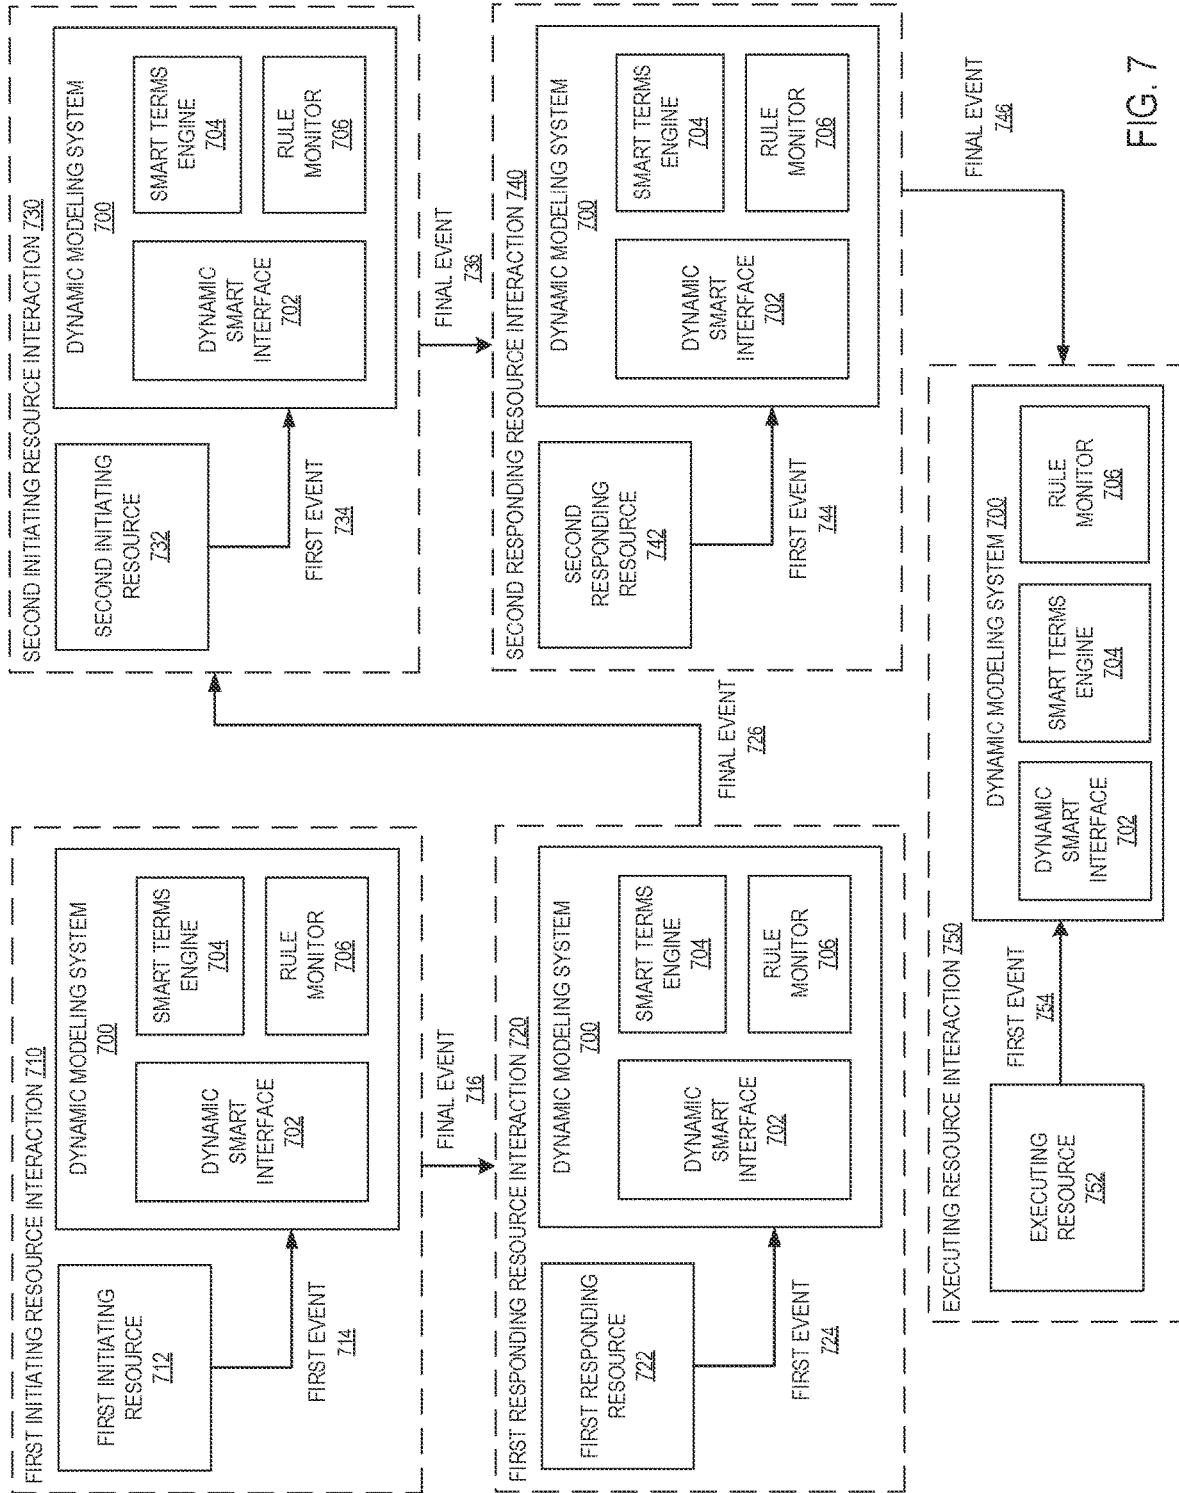 FIRST INITIATING RESOURCE INTERACTION 710
FIRST INITIATING
RESOURCE
712
FIRST EVENT
714
DYNAMIC MODELING SYSTEM
700
DYNAMIC
SMART
INTERFACE
702
SMART TERMS
ENGINE
704
RULE
MONITOR
706
FINAL EVENT
716
FIRST RESPONDING RESOURCE INTERACTION 720
FIRST RESPONDING
RESOURCE
722
FIRST EVENT
724
DYNAMIC MODELING SYSTEM
700
DYNAMIC
SMART
INTERFACE
702
SMART TERMS
ENGINE
704
RULE
MONITOR
706
FINAL EVENT
726
SECOND INITIATING RESOURCE INTERACTION 730
SECOND INITIATING
RESOURCE
732
FIRST EVENT
734
DYNAMIC MODELING SYSTEM
700
DYNAMIC
SMART
INTERFACE
702
SMART TERMS
ENGINE
704
RULE
MONITOR
706
FINAL EVENT
736
SECOND RESPONDING RESOURCE INTERACTION 740
SECOND
RESPONDING
RESOURCE
742
FIRST EVENT
744
DYNAMIC MODELING SYSTEM
700
DYNAMIC
SMART
INTERFACE
702
SMART TERMS
ENGINE
704
RULE
MONITOR
706
FINAL EVENT
746
EXECUTING RESOURCE INTERACTION 750
EXECUTING
RESOURCE
752
FIRST EVENT
754
DYNAMIC MODELING SYSTEM 700
DYNAMIC
SMART
INTERFACE
702
SMART TERMS
ENGINE
704
RULE
MONITOR
706
FIG. 7